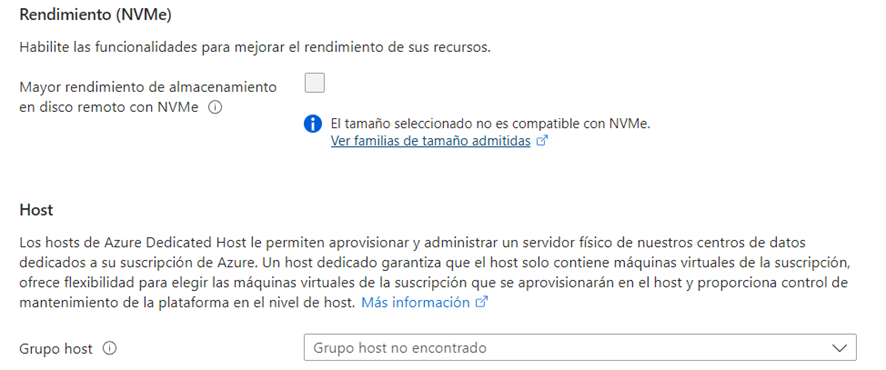 Rendimiento (NVMe)
Habilite las funcionalidades para mejorar el rendimiento de sus recursos.
Mayor rendimiento de almacenamiento
en disco remoto con NVMe
El tamaño seleccionado no es compatible con NVMe.
Ver familias de tamaño admitidas
Host
Los hosts de Azure Dedicated Host le permiten aprovisionar y administrar un servidor físico de nuestros centros de datos
dedicados a su suscripción de Azure. Un host dedicado garantiza que el host solo contiene máquinas virtuales de la suscripción,
ofrece flexibilidad para elegir las máquinas virtuales de la suscripción que se aprovisionarán en el host y proporciona control de
mantenimiento de la plataforma en el nivel de host. Más información
Grupo host
Grupo host no encontrado